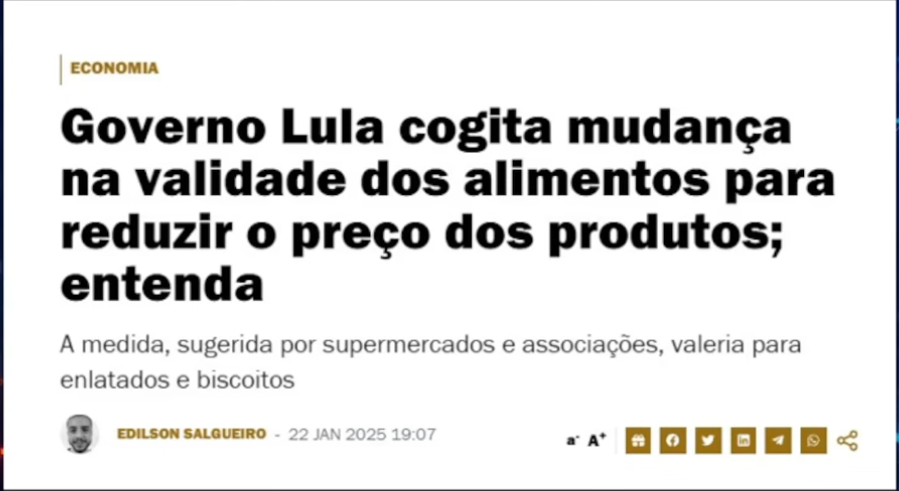 ECONOMIA
Governo Lula cogita mudança
na validade dos alimentos para
reduzir o preço dos produtos;
entenda
A medida, sugerida por supermercados e associações, valeria para
enlatados e biscoitos
EDILSON SALGUEIRO - 22 JAN 2025 19:07
a- A+